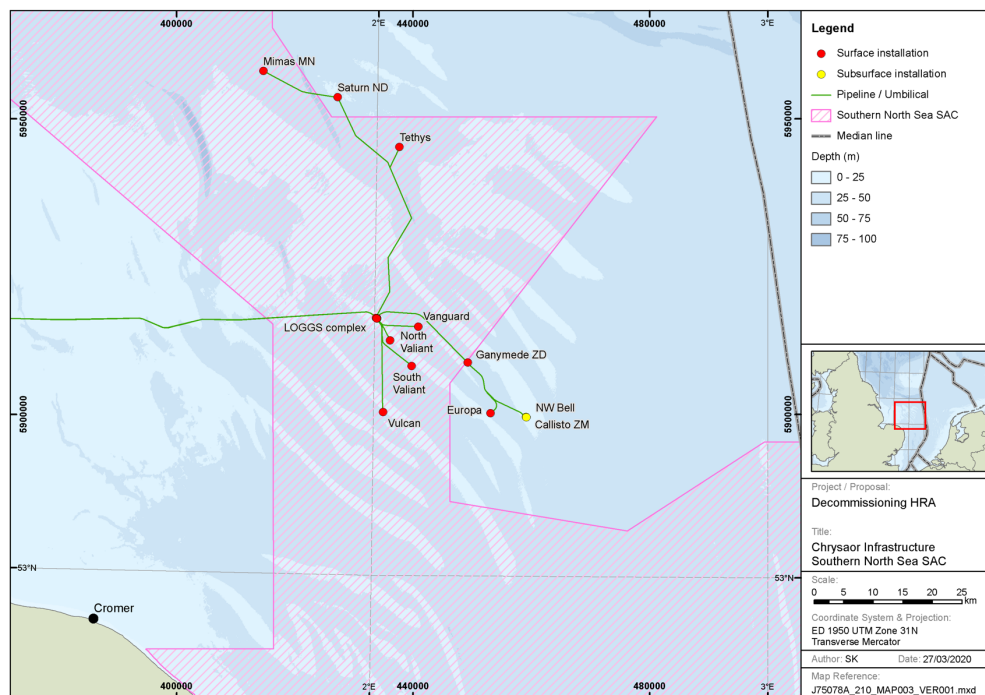 400000
2°E
440000
480000
3°E
Mimas MN
Saturn ND
5950000
5950000
Tethys
LOGGS complex
Vanguard
North
Valiant
Ganymede ZD
South
Valiant
Vulcan
Europa
NW Bell
Callisto ZM
5900000
5900000
53°N
53°N
Cromer
400000
2°E
440000
480000
3°E
Legend
Surface installation
Subsurface installation
Pipeline / Umbilical
Southern North Sea SAC
Median line
Depth (m)
0 - 25
25 - 50
50 - 75
75 - 100
Project / Proposal:
Decommissioning HRA
Title:
Chrysaor Infrastructure
Southern North Sea SAC
Scale:
0 5 10 15 20 25
km
Coordinate System & Projection:
ED 1950 UTM Zone 31N
Transverse Mercator
Author: SK Date: 27/03/2020
Map Reference:
J75078A_210_MAP003_VER001.mxd